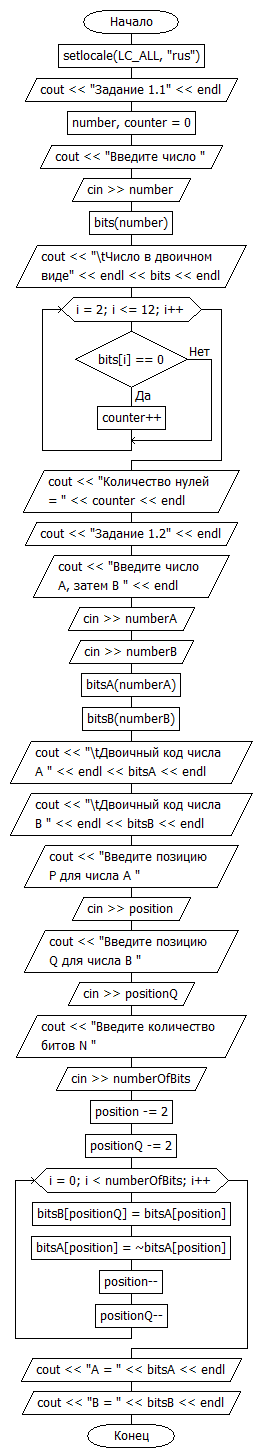 Начало
setlocale(LC_ALL, "rus")
cout << "Задание 1.1" << endl
number, counter = 0
cout << "Введите число "
cin >> number
bits(number)
cout << "\tЧисло в двоичном
виде" << endl << bits << endl
i = 2; i <= 12; i++
bits[i] == 0
Нет
Да
counter++
cout << "Количество нулей
= " << counter << endl
cout << "Задание 1.2" << endl
cout << "Введите число
A, затем B " << endl
cin >> numberA
cin >> numberB
bitsA(numberA)
bitsB(numberB)
cout << "\tДвоичный код числа
A " << endl << bitsA << endl
cout << "\tДвоичный код числа
B " << endl << bitsB << endl
cout << "Введите позицию
P для числа A "
cin >> position
cout << "Введите позицию
Q для числа B "
cin >> positionQ
cout << "Введите количество
битов N "
cin >> numberOfBits
position -= 2
positionQ -= 2
i = 0; i < numberOfBits; i++
bitsB[positionQ] = bitsA[position]
bitsA[position] = ~bitsA[position]
position--
positionQ--
cout << "A = " << bitsA << endl
cout << "B = " << bitsB << endl
Конец